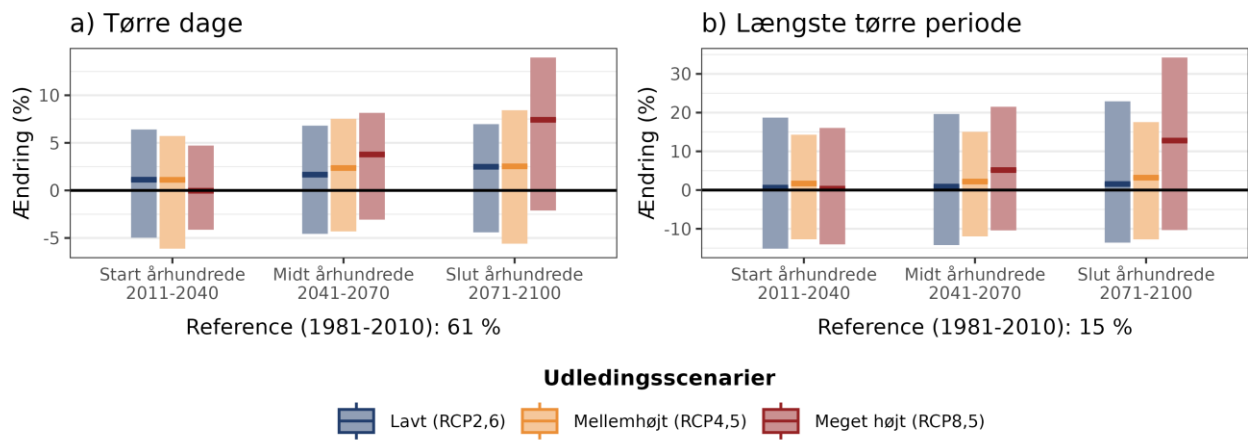 a) Tørre dage
Ændring (%)
10
5
0
-5
Start århundrede
2011-2040
Midt århundrede
2041-2070
Slut århundrede
2071-2100
Reference (1981-2010): 61 %
b) Længste tørre periode
Ændring (%)
30
20
10
0
-10
Start århundrede
2011-2040
Midt århundrede
2041-2070
Slut århundrede
2071-2100
Reference (1981-2010): 15 %
Udledingsscenarier
Lavt (RCP2,6)
Mellemhøjt (RCP4,5)
Meget højt (RCP8,5)